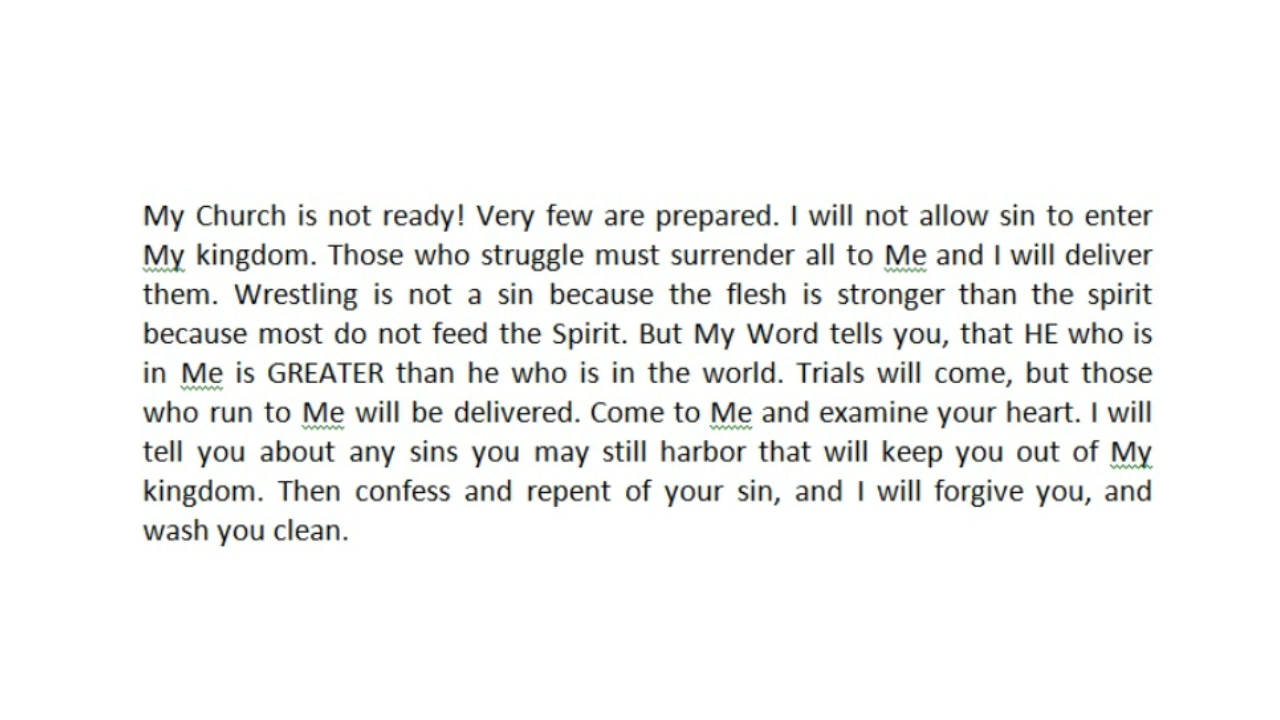 My Church is not ready! Very few are prepared. I will not allow sin to enter
My kingdom. Those who struggle must surrender all to Me and I will deliver
them. Wrestling is not a sin because the flesh is stronger than the spirit
because most do not feed the Spirit. But My Word tells you, that HE who is
in Me is GREATER than he who is in the world. Trials will come, but those
who run to Me will be delivered. Come to Me and examine your heart. I will
tell you about any sins you may still harbor that will keep you out of My
kingdom. Then confess and repent of your sin, and I will forgive you, and
wash you clean.